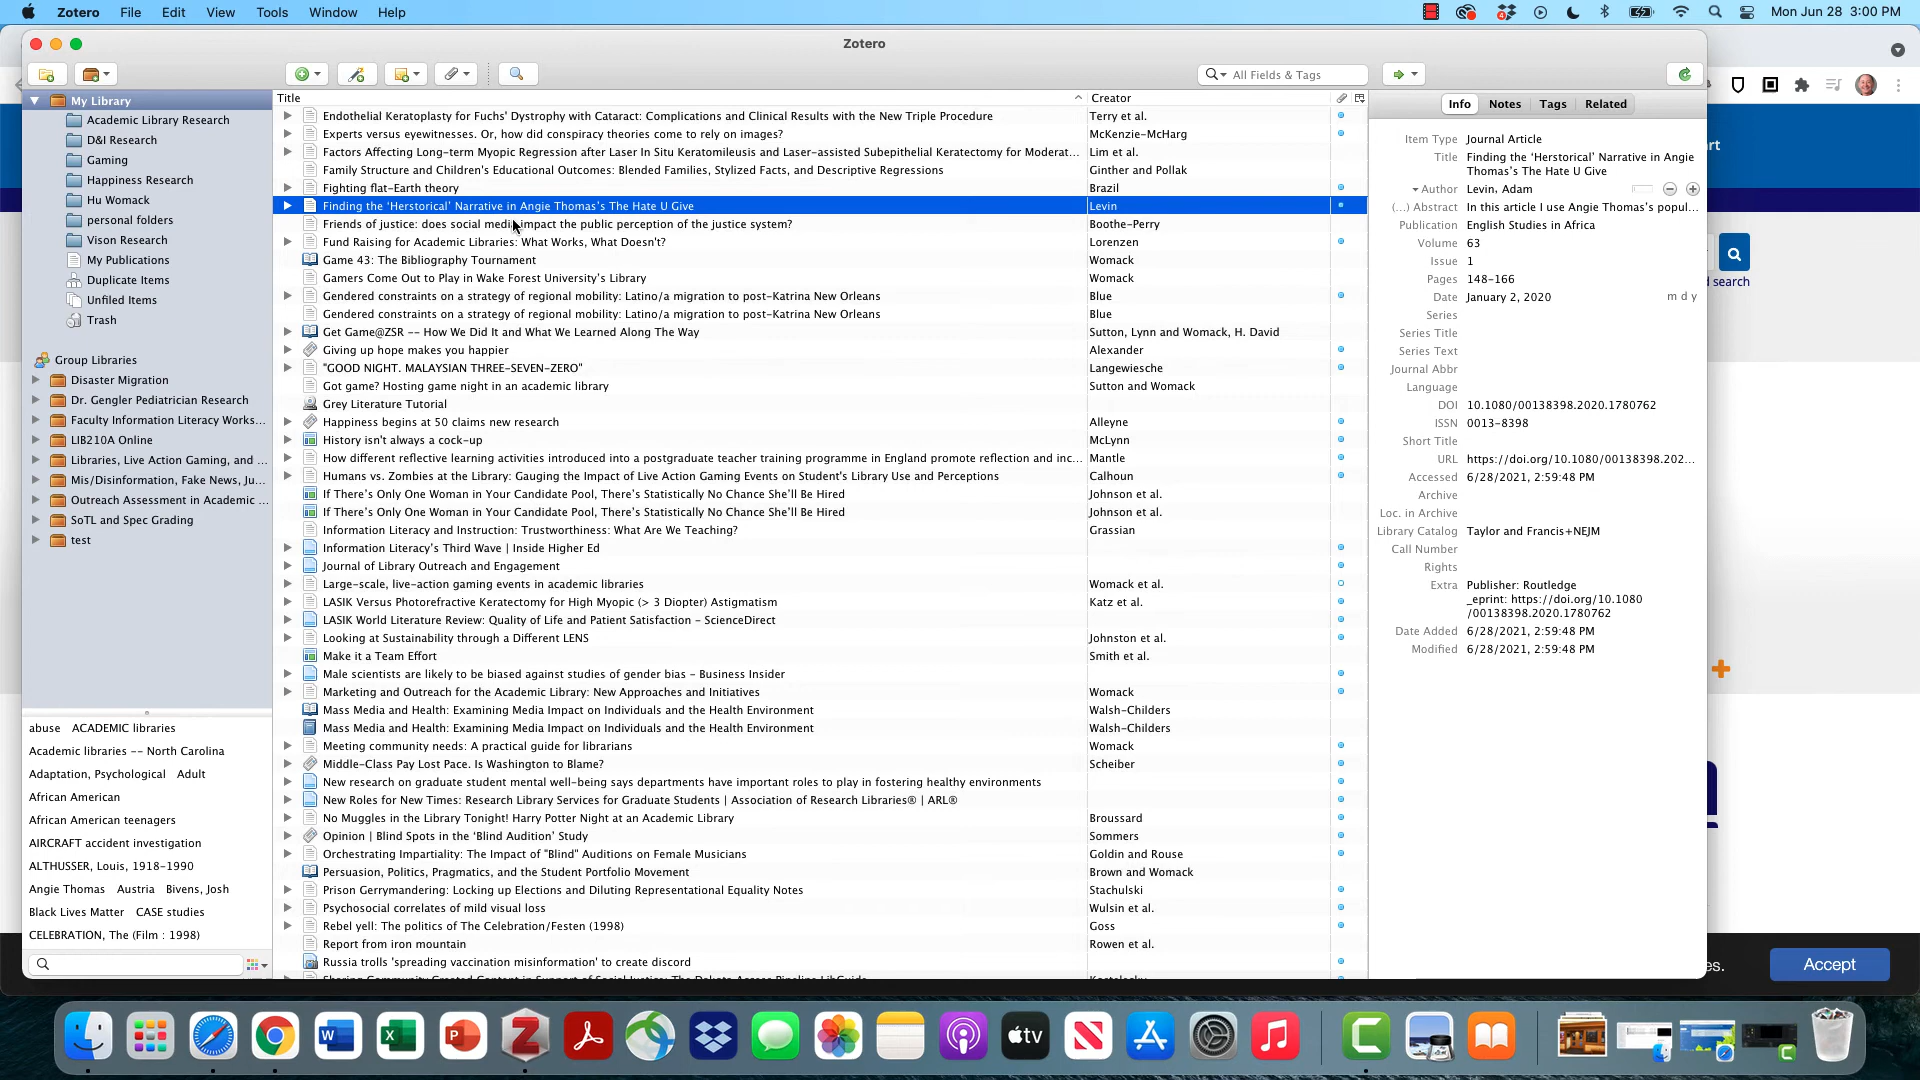 Zotero File Edit View Tools Window Help
Mon Jun 28 3:00 PM
Zotero
All Fields & Tags
My Library
Academic Library Research
D&I Research
Gaming
Happiness Research
Hu Womack
personal folders
Vison Research
My Publications
Duplicate Items
Unfiled Items
Trash
Group Libraries
Disaster Migration
Dr. Gengler Pediatrician Research
Faculty Information Literacy Works...
LIB210A Online
Libraries, Live Action Gaming, and ...
Mis/Disinformation, Fake News, Ju...
Outreach Assessment in Academic ...
SoTL and Spec Grading
test
abuse ACADEMIC libraries
Academic libraries -- North Carolina
Adaptation, Psychological Adult
African American
African American teenagers
AIRCRAFT accident investigation
ALTHUSSER, Louis, 1918-1990
Angie Thomas Austria Bivens, Josh
Black Lives Matter CASE studies
CELEBRATION, The (Film : 1998)
Title Creator
Endothelial Keratoplasty for Fuchs' Dystrophy with Cataract: Complications and Clinical Results with the New Triple Procedure Terry et al.
Experts versus eyewitnesses. Or, how did conspiracy theories come to rely on images? McKenzie-McHarg
Factors Affecting Long-term Myopic Regression after Laser In Situ Keratomileusis and Laser-assisted Subepithelial Keratectomy for Moderat... Lim et al.
Family Structure and Children's Educational Outcomes: Blended Families, Stylized Facts, and Descriptive Regressions Ginther and Pollak
Fighting flat-Earth theory Brazil
Finding the ‘Herstorical’ Narrative in Angie Thomas’s The Hate U Give Levin
Friends of justice: does social media impact the public perception of the justice system? Boothe-Perry
Fund Raising for Academic Libraries: What Works, What Doesn't? Lorenzen
Game 43: The Bibliography Tournament Womack
Gamers Come Out to Play in Wake Forest University's Library Womack
Gendered constraints on a strategy of regional mobility: Latino/a migration to post-Katrina New Orleans Blue
Gendered constraints on a strategy of regional mobility: Latino/a migration to post-Katrina New Orleans Blue
Get Game@ZSR -- How We Did It and What We Learned Along The Way Sutton, Lynn and Womack, H. David
Giving up hope makes you happier Alexander
"GOOD NIGHT. MALAYSIAN THREE-SEVEN-ZERO" Langewiesche
Got game? Hosting game night in an academic library Sutton and Womack
Grey Literature Tutorial
Happiness begins at 50 claims new research Alleyne
History isn't always a cock-up McLynn
How different reflective learning activities introduced into a postgraduate teacher training programme in England promote reflection and inc... Mantle
Humans vs. Zombies at the Library: Gauging the Impact of Live Action Gaming Events on Student's Library Use and Perceptions Calhoun
If There's Only One Woman in Your Candidate Pool, There's Statistically No Chance She'll Be Hired Johnson et al.
If There's Only One Woman in Your Candidate Pool, There's Statistically No Chance She'll Be Hired Johnson et al.
Information Literacy and Instruction: Trustworthiness: What Are We Teaching? Grassian
Information Literacy's Third Wave | Inside Higher Ed
Journal of Library Outreach and Engagement
Large-scale, live-action gaming events in academic libraries Womack et al.
LASIK Versus Photorefractive Keratectomy for High Myopic (> 3 Diopter) Astigmatism Katz et al.
LASIK World Literature Review: Quality of Life and Patient Satisfaction - ScienceDirect
Looking at Sustainability through a Different LENS Johnston et al.
Make it a Team Effort Smith et al.
Male scientists are likely to be biased against studies of gender bias - Business Insider
Marketing and Outreach for the Academic Library: New Approaches and Initiatives Womack
Mass Media and Health: Examining Media Impact on Individuals and the Health Environment Walsh-Childers
Mass Media and Health: Examining Media Impact on Individuals and the Health Environment Walsh-Childers
Meeting community needs: A practical guide for librarians Womack
Middle-Class Pay Lost Pace. Is Washington to Blame? Scheiber
New research on graduate student mental well-being says departments have important roles to play in fostering healthy environments
New Roles for New Times: Research Library Services for Graduate Students | Association of Research Libraries® | ARL®
No Muggles in the Library Tonight! Harry Potter Night at an Academic Library Broussard
Opinion | Blind Spots in the ‘Blind Audition’ Study Sommers
Orchestrating Impartiality: The Impact of "Blind" Auditions on Female Musicians Goldin and Rouse
Persuasion, Politics, Pragmatics, and the Student Portfolio Movement Brown and Womack
Prison Gerrymandering: Locking up Elections and Diluting Representational Equality Notes Stachulski
Psychosocial correlates of mild visual loss Wulsin et al.
Rebel yell: The politics of The Celebration/Festen (1998) Goss
Report from iron mountain Rowen et al.
Russia trolls 'spreading vaccination misinformation' to create discord
Info Notes Tags Related
Item Type Journal Article
Title Finding the ‘Herstorical’ Narrative in Angie
Thomas’s The Hate U Give
Author Levin, Adam
(...) Abstract In this article I use Angie Thomas’s popul...
Publication English Studies in Africa
Volume 63
Issue 1
Pages 148-166
Date January 2, 2020 m d y
Series
Series Title
Series Text
Journal Abbr
Language
DOI 10.1080/00138398.2020.1780762
ISSN 0013-8398
Short Title
URL https://doi.org/10.1080/00138398.202...
Accessed 6/28/2021, 2:59:48 PM
Archive
Loc. in Archive
Library Catalog Taylor and Francis+NEJM
Call Number
Rights
Extra Publisher: Routledge
_eprint: https://doi.org/10.1080
/00138398.2020.1780762
Date Added 6/28/2021, 2:59:48 PM
Modified 6/28/2021, 2:59:48 PM
search
Accept
tv